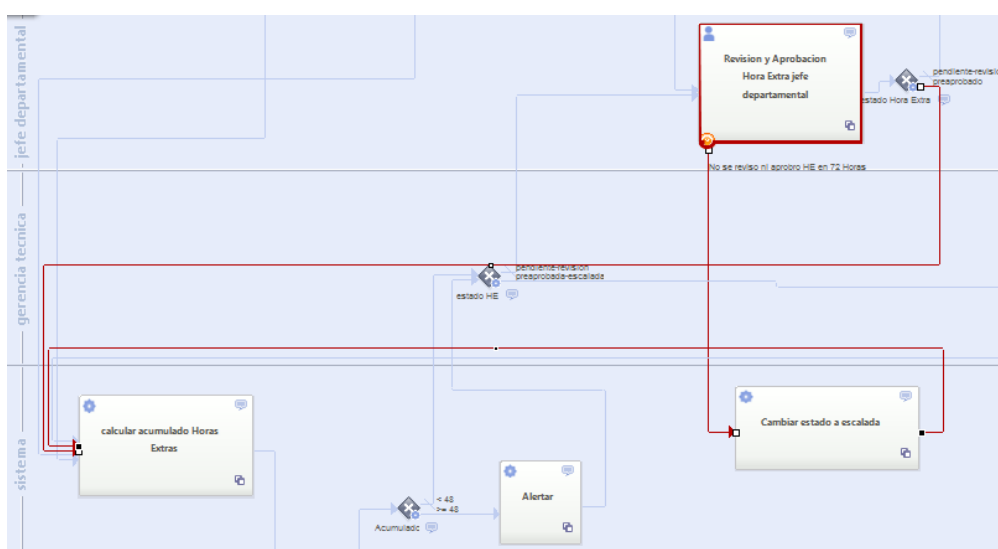 jefe departamental
Revision y Aprobacion
Hora Extra jefe
departamental
pendiente-revisio
preaprobado
estado Hora Extra
No se reviso ni aprobo HE en 72 Horas
gerencia tecnica
pendiente-revision
preaprobada-escalada
estado HE
sistema
calcular acumulado Horas
Extras
Cambiar estado a escalada
Alertar
< 48
>= 48
Acumulado